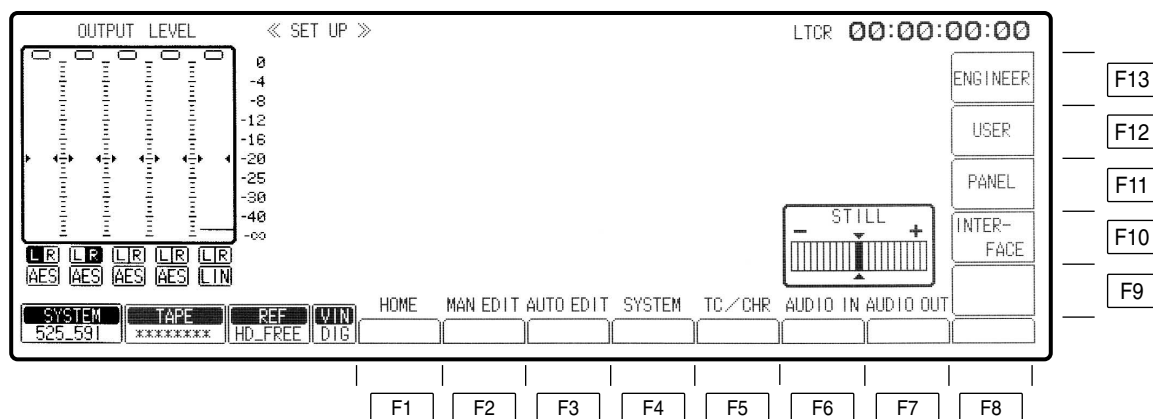 OUTPUT LEVEL ≪ SET UP ≫ LTCR 00:00:00:00
0
-4
-8
-12
-16
-20
-25
-30
-40
-∞
L R L R L R L R L R
AES AES AES AES LIN
STILL
- +
ENGINEER F13
USER F12
PANEL F11
INTER-
FACE F10
F9
SYSTEM TAPE REF VIN
525_59I ******** HD_FREE DIG
HOME MAN EDIT AUTO EDIT SYSTEM TC/CHR AUDIO IN AUDIO OUT
F1 F2 F3 F4 F5 F6 F7 F8